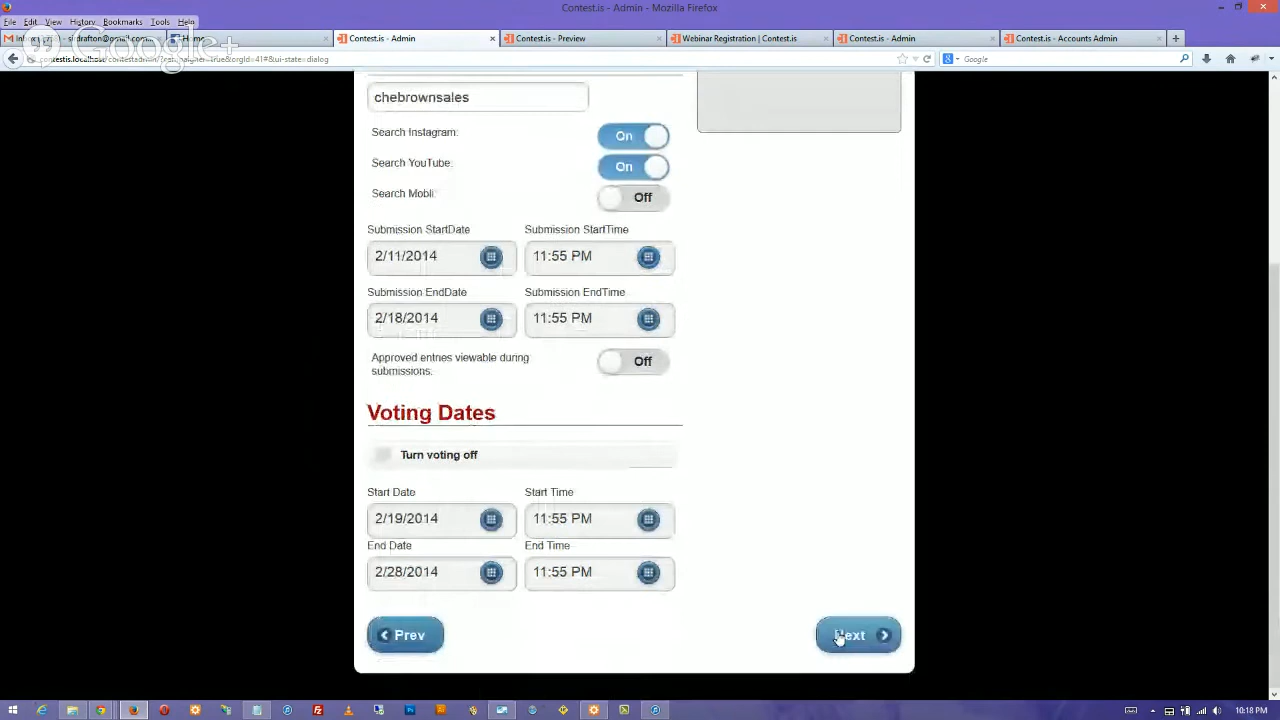 Contest.is - Admin - Mozilla Firefox
File Edit View History Bookmarks Tools Help
Google+
Contest.is - Admin
Contest.is - Preview
Webinar Registration | Contest.is
Contest.is - Admin
Contest.is - Accounts Admin
Google
chebrownsales
Search Instagram:
On
Search YouTube:
On
Search Mobli:
Off
Submission StartDate Submission StartTime
2/11/2014 11:55 PM
Submission EndDate Submission EndTime
2/18/2014 11:55 PM
Approved entries viewable during
submissions:
Off
Voting Dates
Turn voting off
Start Date Start Time
2/19/2014 11:55 PM
End Date End Time
2/28/2014 11:55 PM
Prev Next
10:18 PM